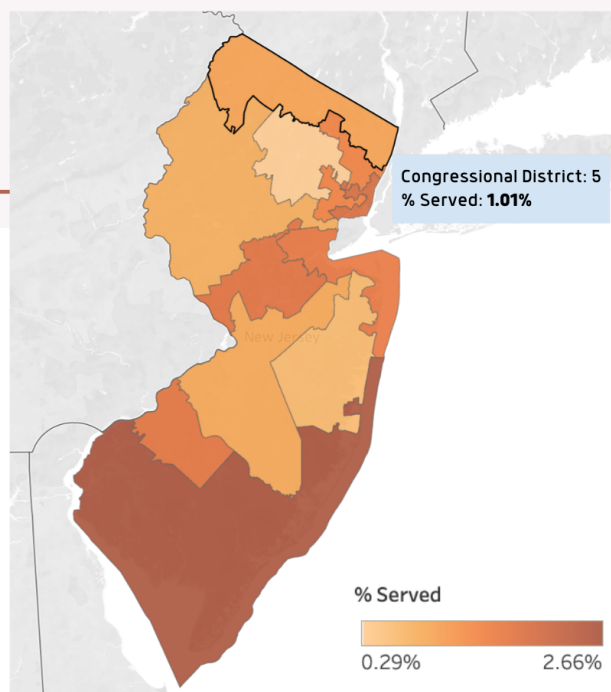 Congressional District: 5
% Served: 1.01%
New Jersey
% Served
0.29%
2.66%